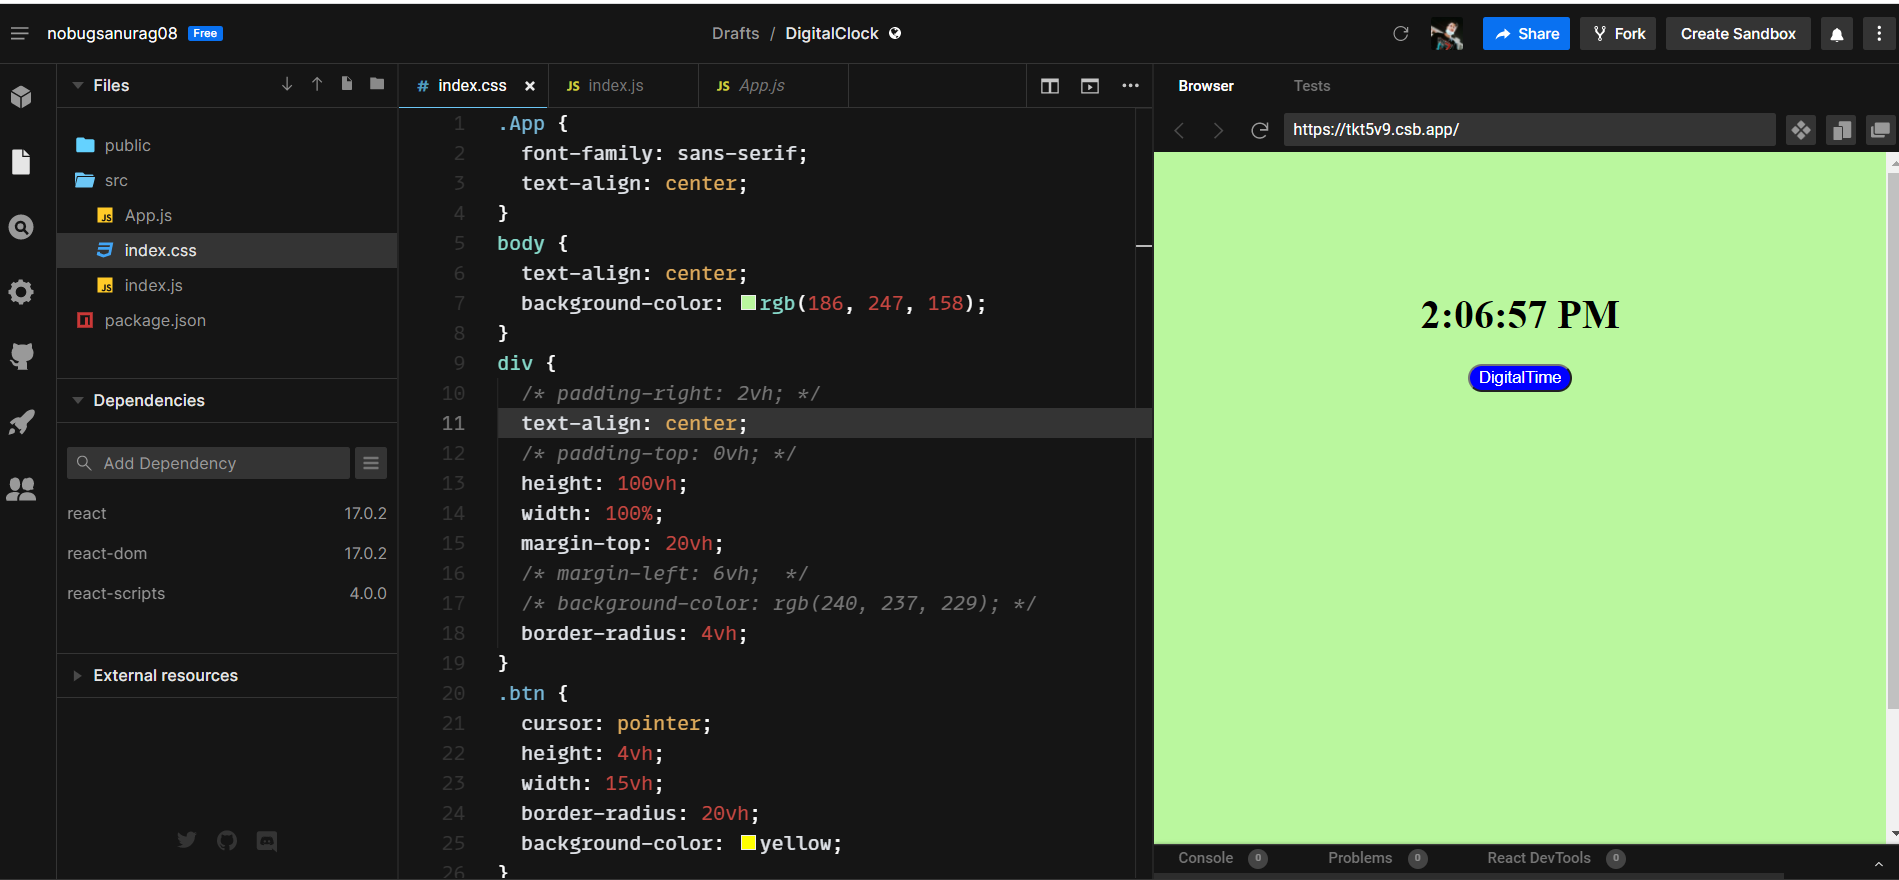 nobugsanurag08 Free
Drafts / DigitalClock
Share
Fork
Create Sandbox
Files
public
src
App.js
index.css
index.js
package.json
Dependencies
Add Dependency
react 17.0.2
react-dom 17.0.2
react-scripts 4.0.0
External resources
# index.css ×
JS index.js
JS App.js
1 .App {
2 font-family: sans-serif;
3 text-align: center;
4 }
5 body {
6 text-align: center;
7 background-color: rgb(186, 247, 158);
8 }
9 div {
10 /* padding-right: 2vh; */
11 text-align: center;
12 /* padding-top: 0vh; */
13 height: 100vh;
14 width: 100%;
15 margin-top: 20vh;
16 /* margin-left: 6vh;  */
17 /* background-color: rgb(240, 237, 229); */
18 border-radius: 4vh;
19 }
20 .btn {
21 cursor: pointer;
22 height: 4vh;
23 width: 15vh;
24 border-radius: 20vh;
25 background-color: yellow;
26 }
Browser
Tests
https://tkt5v9.csb.app/
2:06:57 PM
DigitalTime
Console 0
Problems 0
React DevTools 0